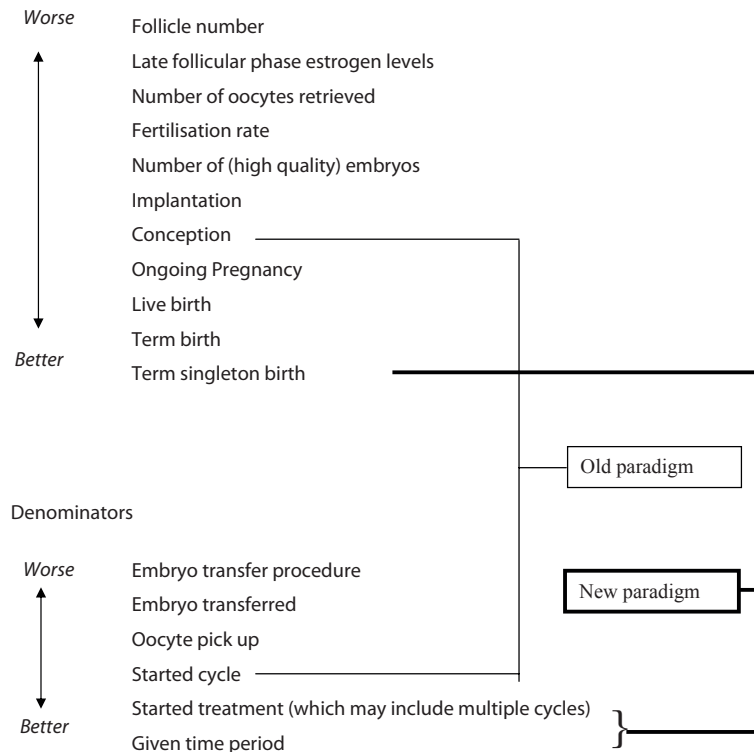 Worse
Follicle number
Late follicular phase estrogen levels
Number of oocytes retrieved
Fertilisation rate
Number of (high quality) embryos
Implantation
Conception
Ongoing Pregnancy
Live birth
Term birth
Better
Term singleton birth
Old paradigm
Denominators
Worse
Embryo transfer procedure
New paradigm
Embryo transferred
Oocyte pick up
Started cycle
Started treatment (which may include multiple cycles)
Better
Given time period